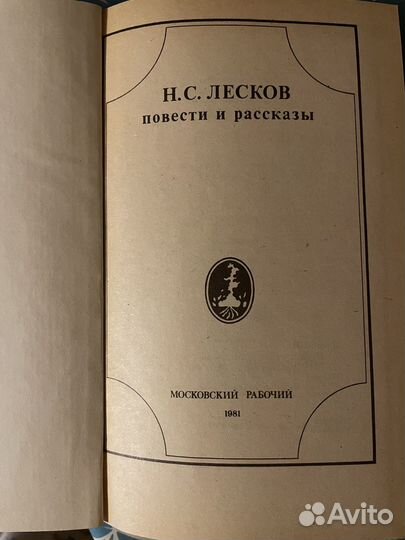 Н.С. ЛЕСКОВ
повести и рассказы
МОСКОВСКИЙ РАБОЧИЙ
1981
Avito